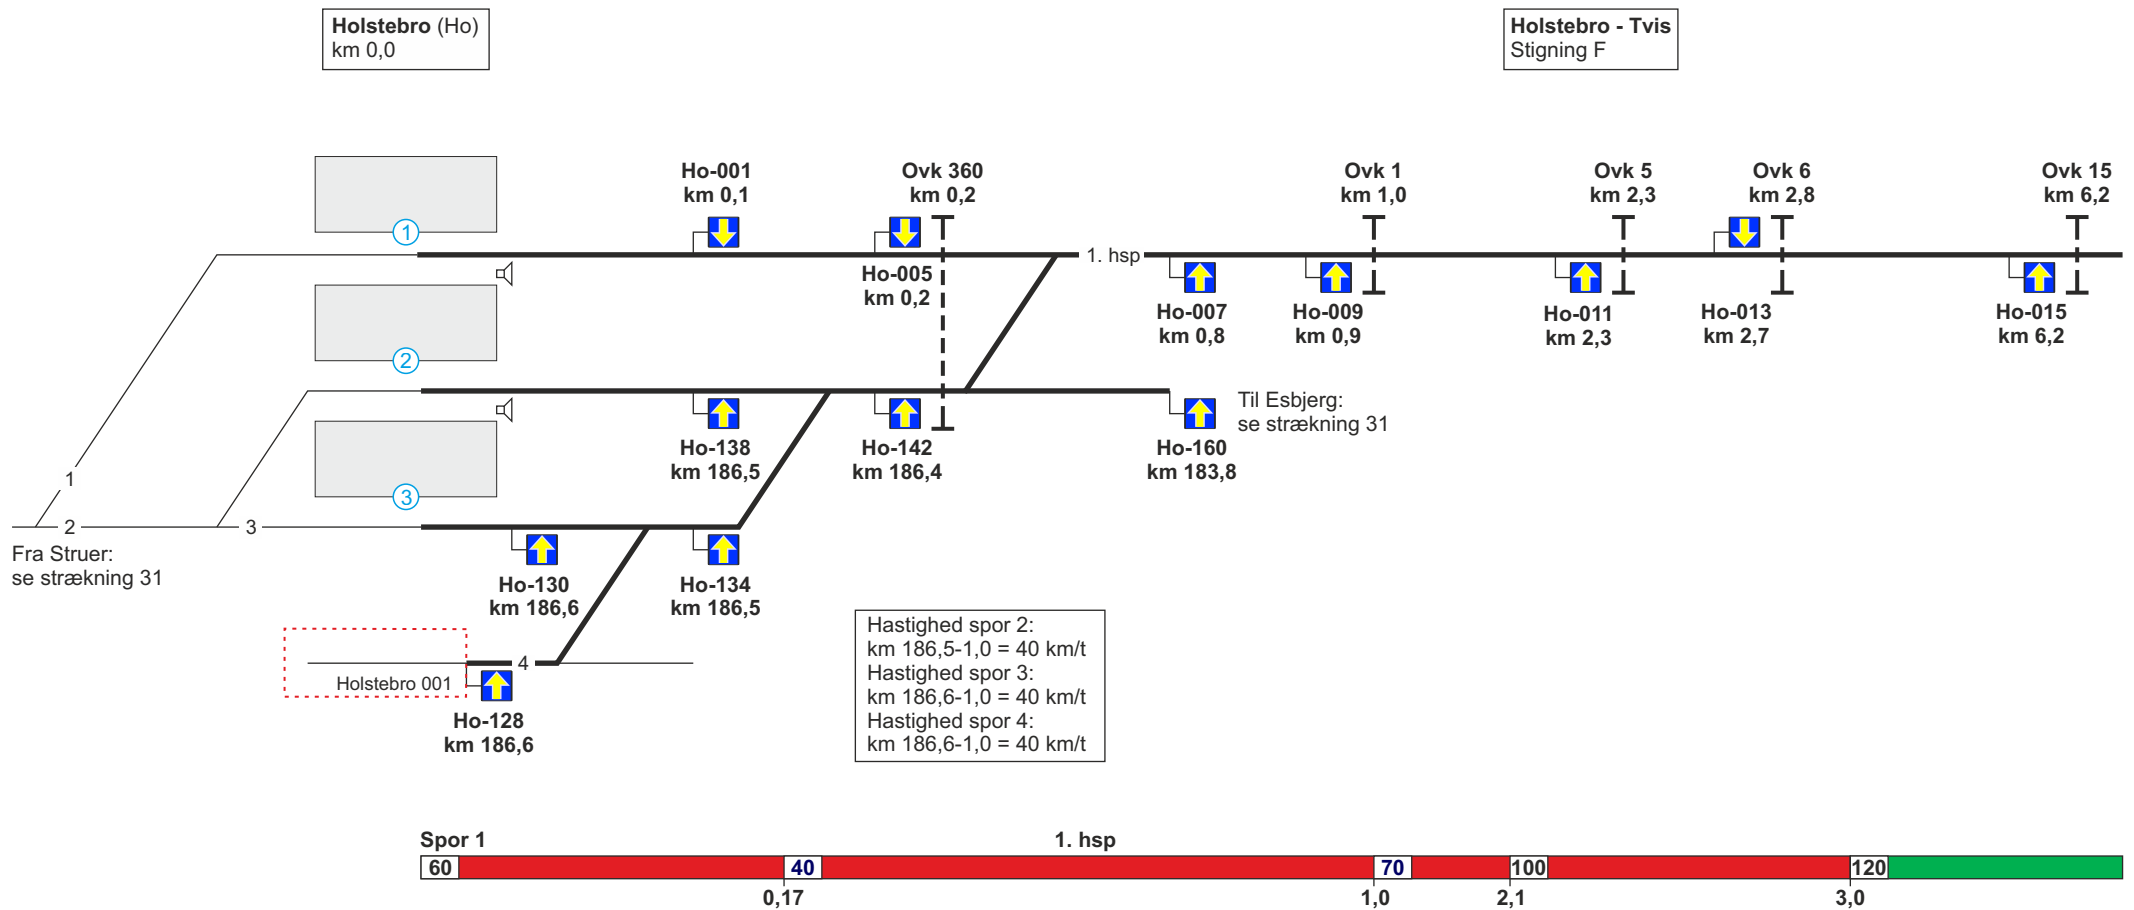 Holstebro (Ho)
km 0,0
Holstebro - Tvis
Stigning F
Ho-001
km 0,1
Ovk 360
km 0,2
Ovk 1
km 1,0
Ovk 5
km 2,3
Ovk 6
km 2,8
Ovk 15
km 6,2
1
1. hsp
Ho-005
km 0,2
Ho-007
km 0,8
Ho-009
km 0,9
Ho-011
km 2,3
Ho-013
km 2,7
Ho-015
km 6,2
2
Til Esbjerg:
se strækning 31
Ho-138
km 186,5
Ho-142
km 186,4
Ho-160
km 183,8
1
3
2
3
Fra Struer:
se strækning 31
Ho-130
km 186,6
Ho-134
km 186,5
4
Holstebro 001
Ho-128
km 186,6
Hastighed spor 2:
km 186,5-1,0 = 40 km/t
Hastighed spor 3:
km 186,6-1,0 = 40 km/t
Hastighed spor 4:
km 186,6-1,0 = 40 km/t
Spor 1
1. hsp
60
40
70
100
120
0,17
1,0
2,1
3,0